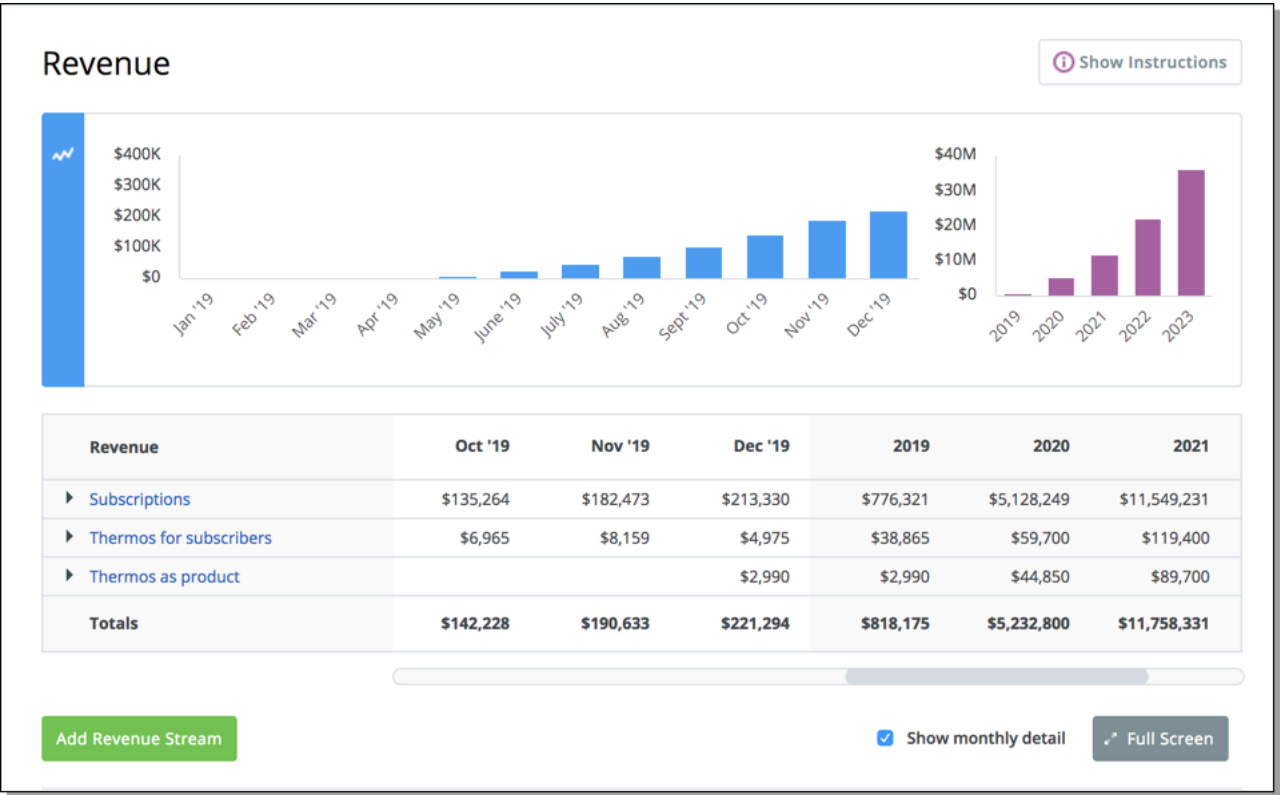 Revenue
Show Instructions
$400K
$300K
$200K
$100K
$0
Jan '19
Feb '19
Mar '19
Apr '19
May '19
June '19
July '19
Aug '19
Sept '19
Oct '19
Nov '19
Dec '19
$40M
$30M
$20M
$10M
$0
2019
2020
2021
2022
2023
Revenue Oct '19 Nov '19 Dec '19 2019 2020 2021
Subscriptions $135,264 $182,473 $213,330 $776,321 $5,128,249 $11,549,231
Thermos for subscribers $6,965 $8,159 $4,975 $38,865 $59,700 $119,400
Thermos as product $2,990 $2,990 $44,850 $89,700
Totals $142,228 $190,633 $221,294 $818,175 $5,232,800 $11,758,331
Add Revenue Stream
Show monthly detail
Full Screen